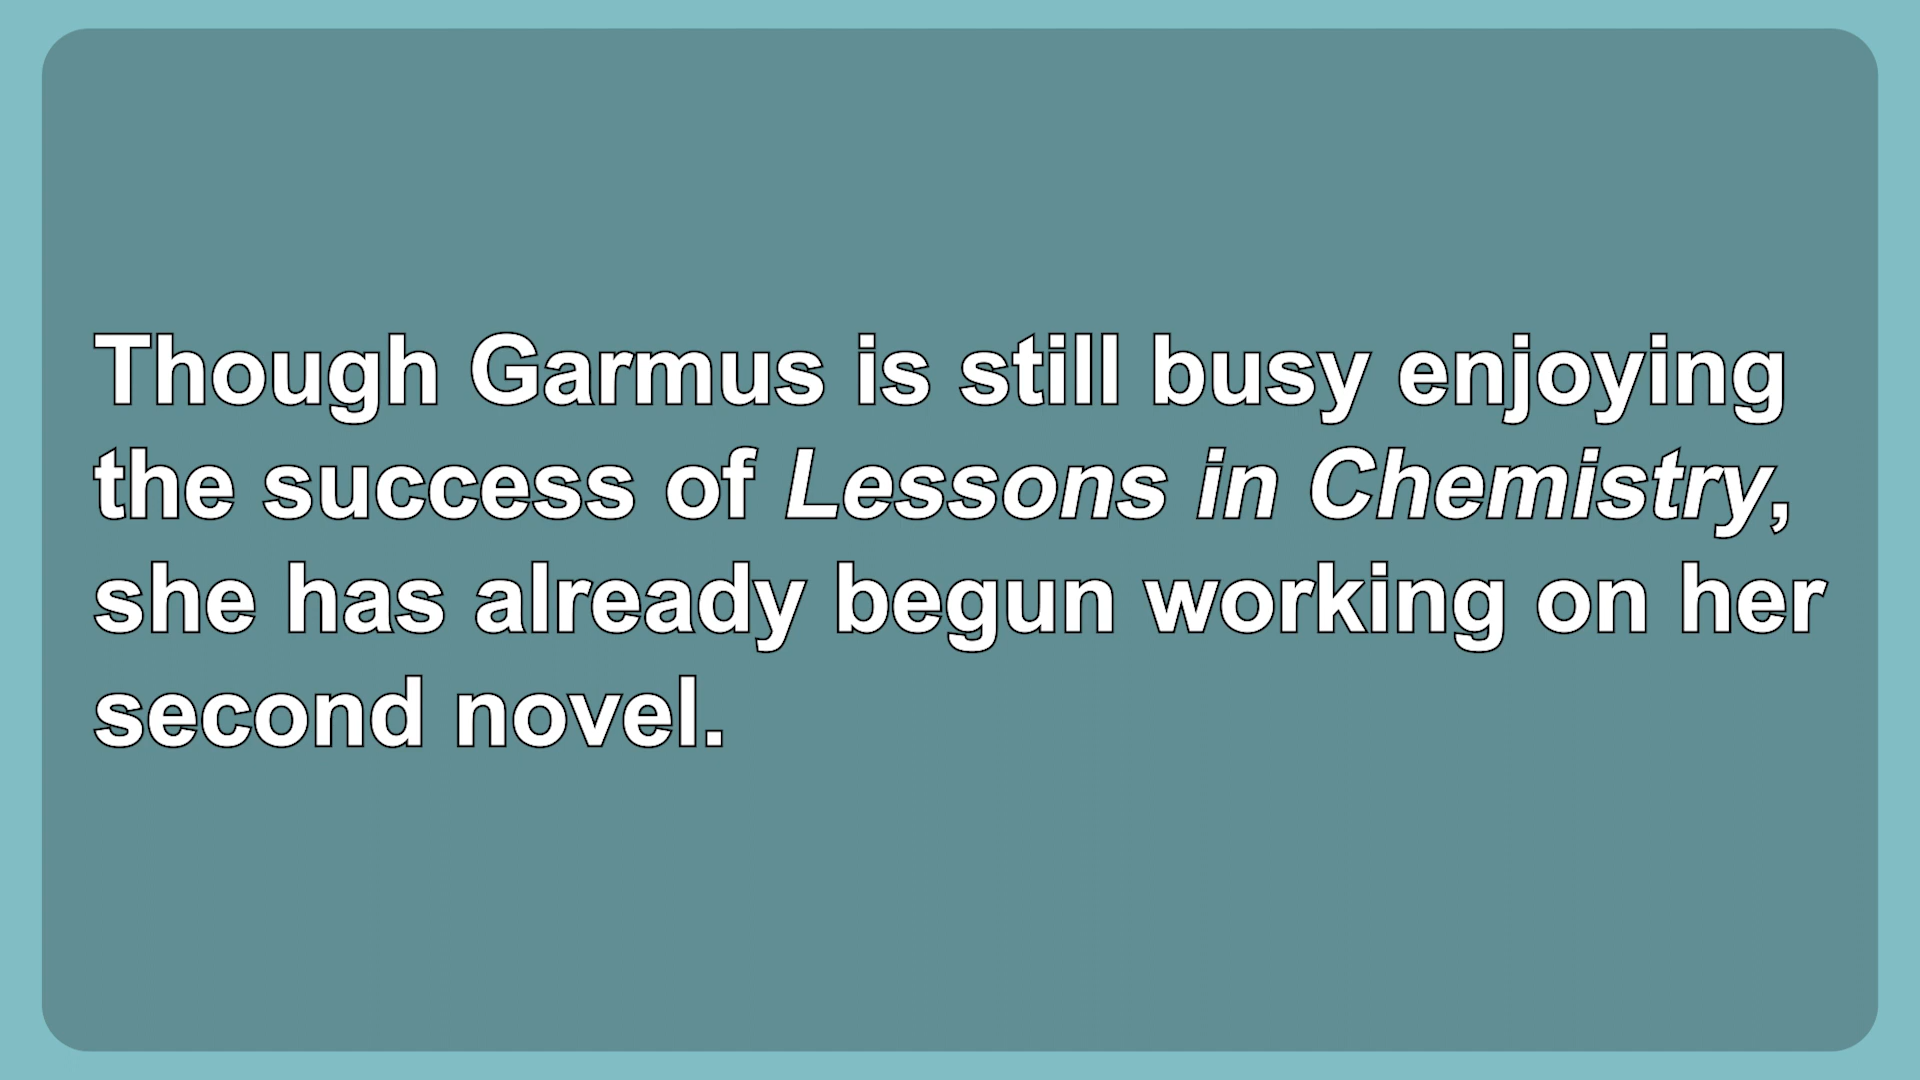 Though Garmus is still busy enjoying
the success of Lessons in Chemistry,
she has already begun working on her
second novel.